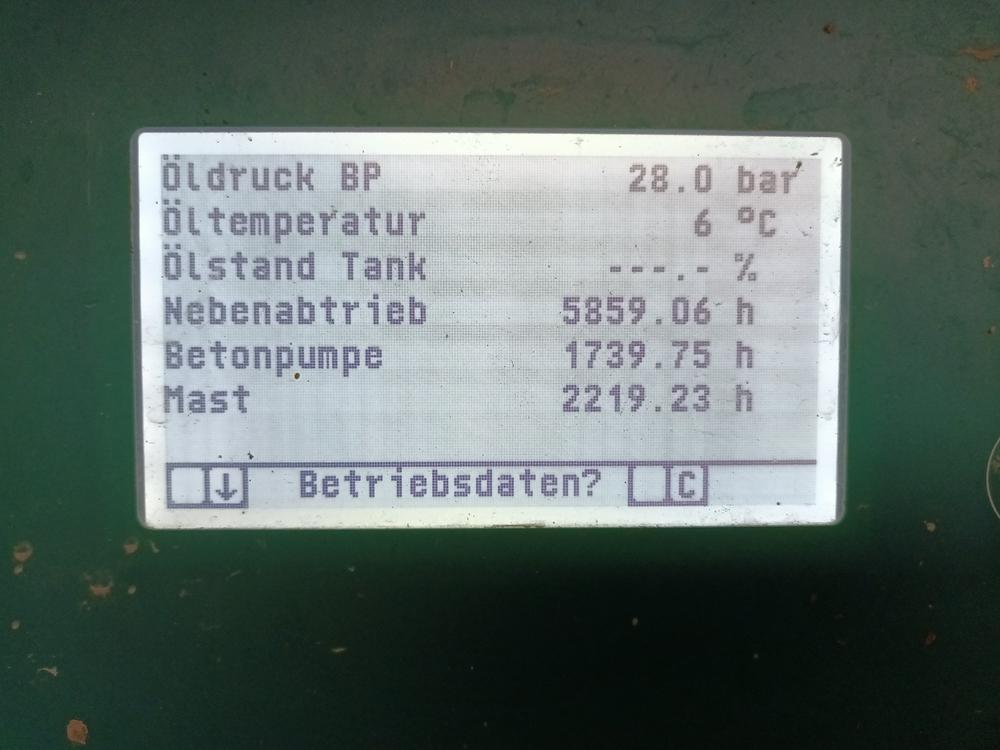 Öldruck BP 28.0 bar
Öltemperatur 6 °C
Ölstand Tank ---.- %
Nebenabtrieb 5859.06 h
Betonpumpe 1739.75 h
Mast 2219.23 h
↓ Betriebsdaten? C